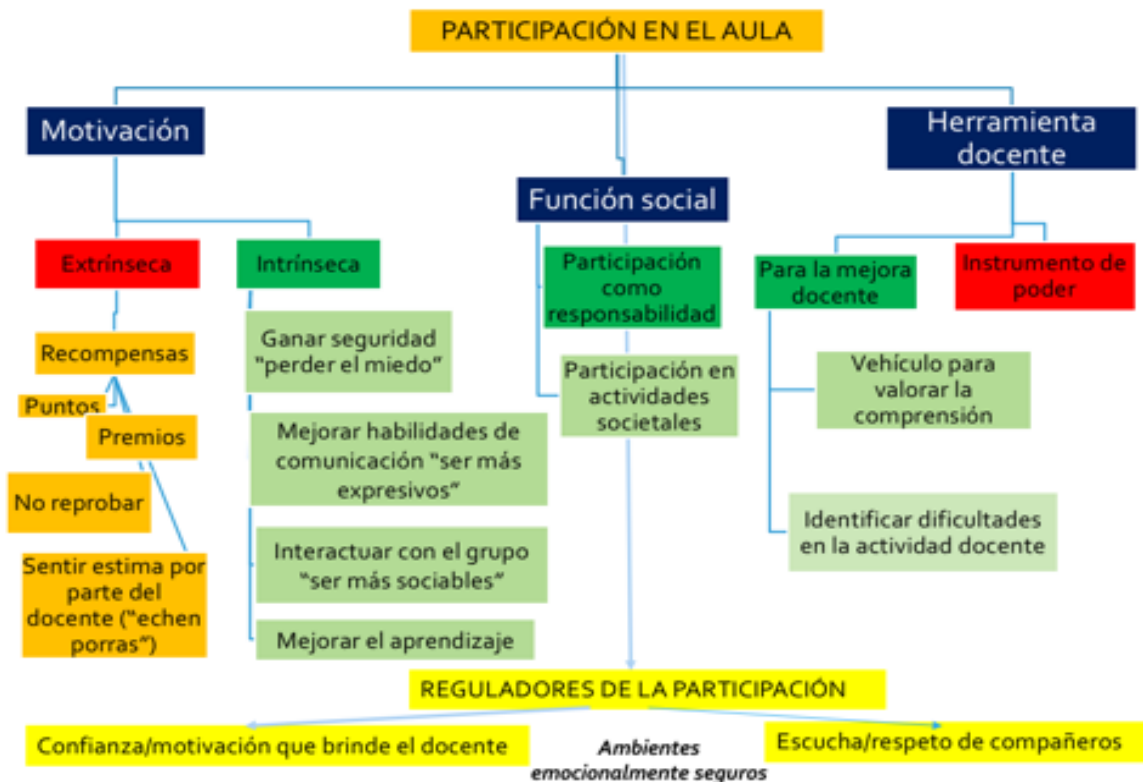 PARTICIPACIÓN EN EL AULA
Motivación
Herramienta
docente
Función social
Extrínseca
Intrínseca
Participación
como
responsabilidad
Para la mejora
docente
Instrumento de
poder
Recompensas
Puntos
Premios
No reprobar
Sentir estima por
parte del
docente ("echen
porras")
Ganar seguridad
"perder el miedo"
Mejorar habilidades de
comunicación "ser más
expresivos"
Interactuar con el grupo
"ser más sociables"
Mejorar el aprendizaje
Participación en
actividades
societales
Vehículo para
valorar la
comprensión
Identificar dificultades
en la actividad docente
REGULADORES DE LA PARTICIPACIÓN
Confianza/motivación que brinde el docente
Ambientes
emocionalmente seguros
Escucha/respeto de compañeros